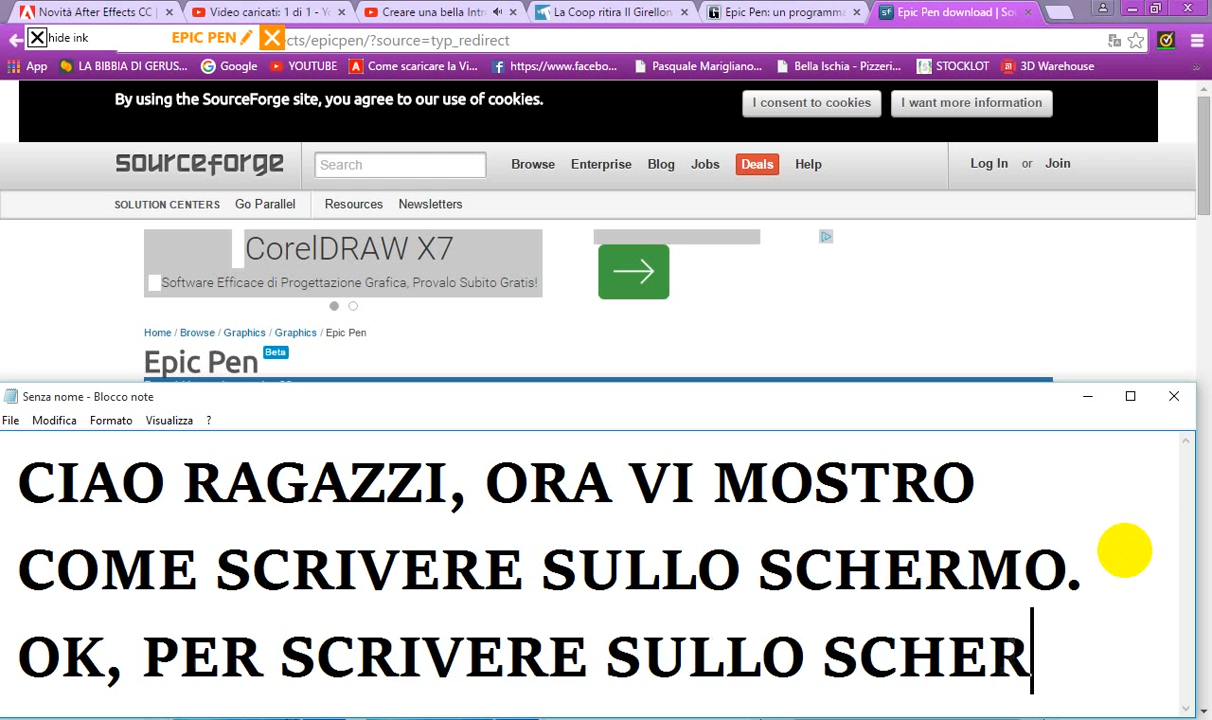 Novità After Effects CC |
Video caricati: 1 di 1 - Yo
Creare una bella Intro
La Coop ritira Il Girellon
Epic Pen: un programma
Epic Pen download | So
hide ink
EPIC PEN
cts/epicpen/?source=typ_redirect
App
LA BIBBIA DI GERUS...
Google
YOUTUBE
Come scaricare la Vi...
https://www.facebo...
Pasquale Marigliano...
Bella Ischia - Pizzeri...
STOCKLOT
3D Warehouse
»
By using the SourceForge site, you agree to our use of cookies.
I consent to cookies
I want more information
sourceforge
Search
Browse
Enterprise
Blog
Jobs
Deals
Help
Log In or Join
SOLUTION CENTERS
Go Parallel
Resources
Newsletters
CorelDRAW X7
Software Efficace di Progettazione Grafica, Provalo Subito Gratis!
Home / Browse / Graphics / Graphics / Epic Pen
Epic Pen Beta
Senza nome - Blocco note
File Modifica Formato Visualizza ?
CIAO RAGAZZI, ORA VI MOSTRO
COME SCRIVERE SULLO SCHERMO.
OK, PER SCRIVERE SULLO SCHER